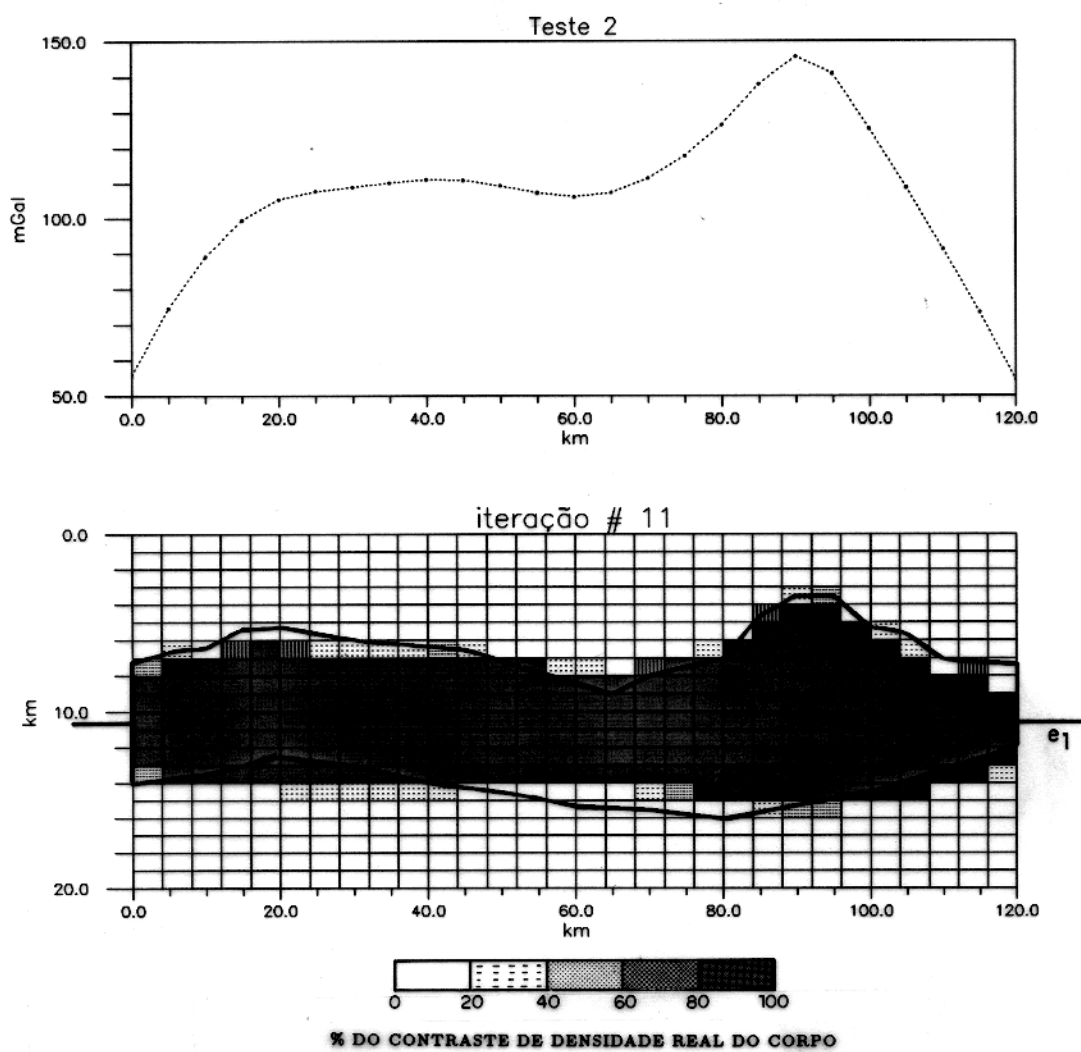 Teste 2
150.0
100.0
50.0
mGal
0.0 20.0 40.0 60.0 80.0 100.0 120.0
km
iteração # 11
0.0
10.0
20.0
km
e1
0.0 20.0 40.0 60.0 80.0 100.0 120.0
km
0 20 40 60 80 100
% DO CONTRASTE DE DENSIDADE REAL DO CORPO